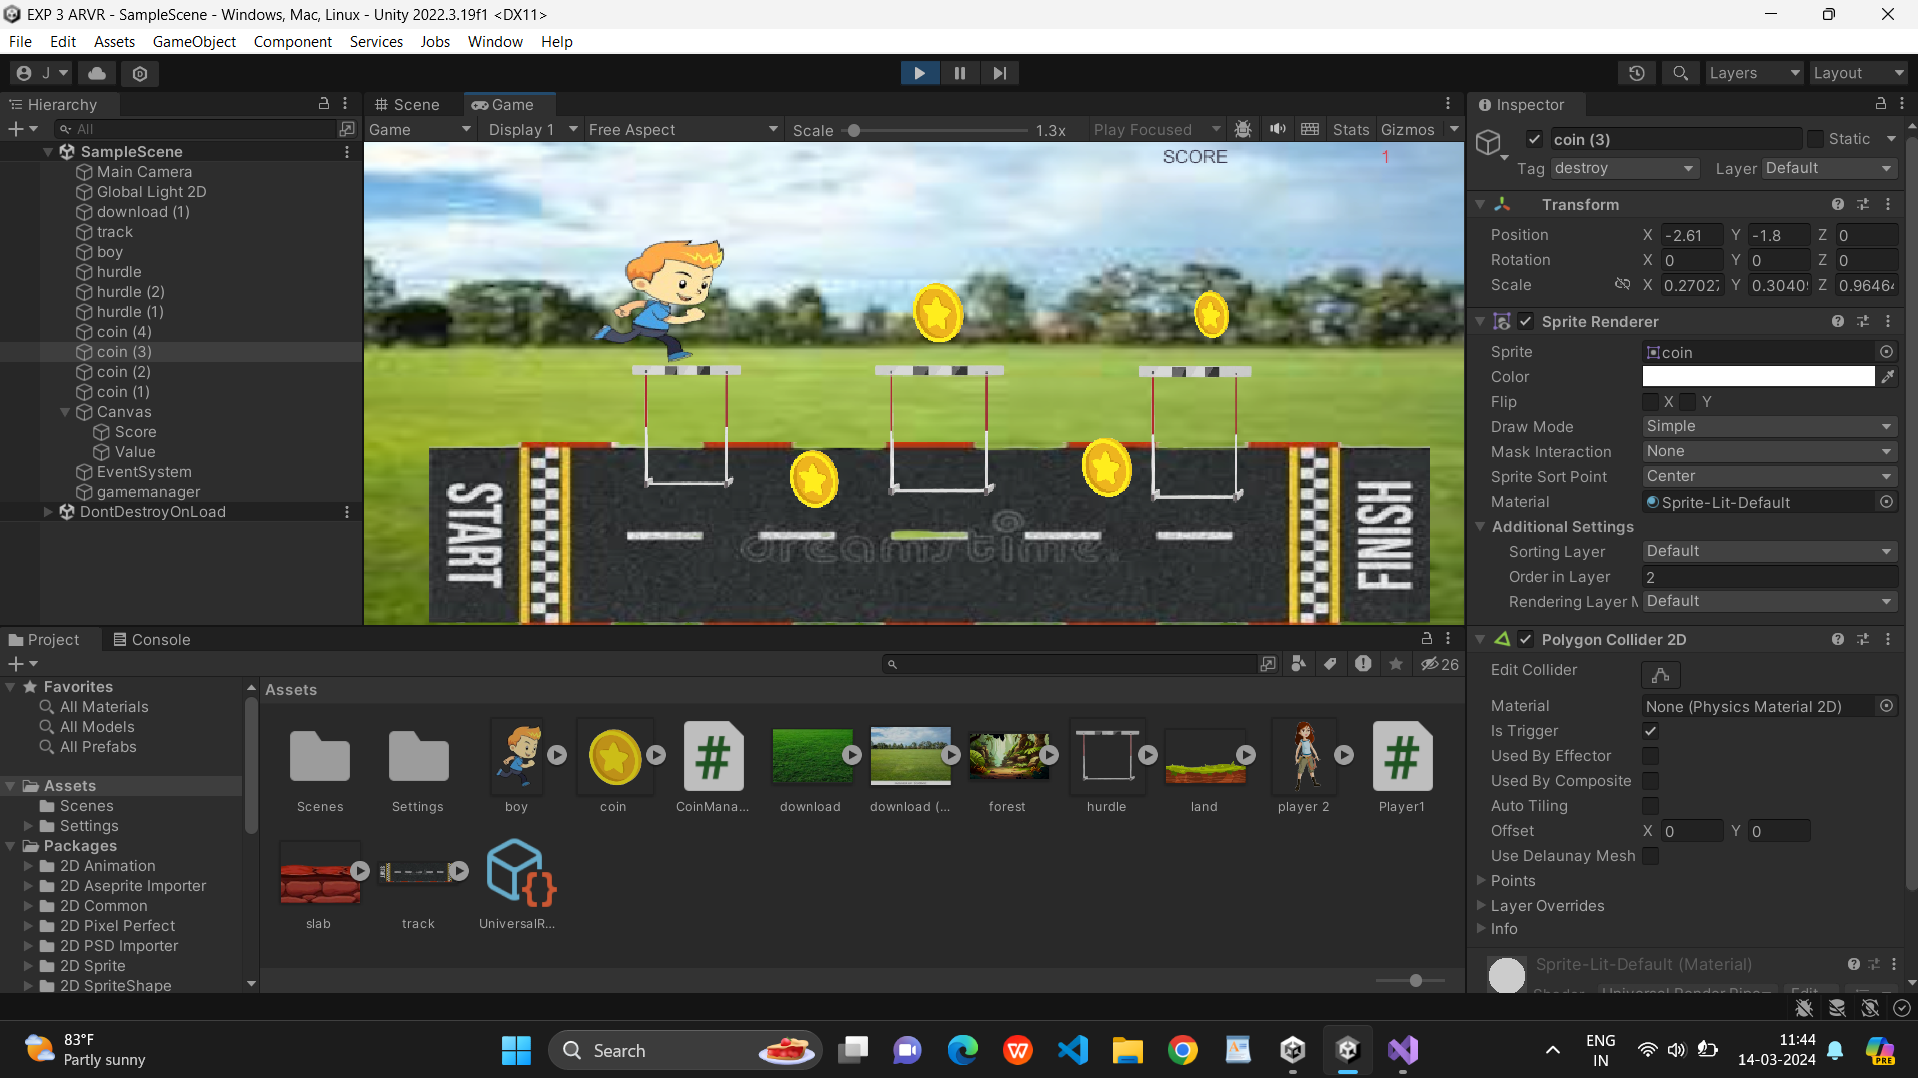 EXP 3 ARVR - SampleScene - Windows, Mac, Linux - Unity 2022.3.19f1 <DX11>
File Edit Assets GameObject Component Services Jobs Window Help
J Layers Layout
Hierarchy
All
SampleScene
Main Camera
Global Light 2D
download (1)
track
boy
hurdle
hurdle (2)
hurdle (1)
coin (4)
coin (3)
coin (2)
coin (1)
Canvas
Score
Value
EventSystem
gamemanager
DontDestroyOnLoad
Scene Game
Game Display 1 Free Aspect Scale 1.3x Play Focused Stats Gizmos
SCORE 1
START
FINISH
dreamstime.
Inspector
coin (3) Static
Tag destroy Layer Default
Transform
Position X -2.61 Y -1.8 Z 0
Rotation X 0 Y 0 Z 0
Scale X 0.27027 Y 0.30409 Z 0.96464
Sprite Renderer
Sprite coin
Color
Flip X Y
Draw Mode Simple
Mask Interaction None
Sprite Sort Point Center
Material Sprite-Lit-Default
Additional Settings
Sorting Layer Default
Order in Layer 2
Rendering Layer M Default
Polygon Collider 2D
Edit Collider
Material None (Physics Material 2D)
Is Trigger
Used By Effector
Used By Composite
Auto Tiling
Offset X 0 Y 0
Use Delaunay Mesh
Points
Layer Overrides
Info
Sprite-Lit-Default (Material)
Project Console
26
Favorites
All Materials
All Models
All Prefabs
Assets
Scenes
Settings
Packages
2D Animation
2D Aseprite Importer
2D Common
2D Pixel Perfect
2D PSD Importer
2D Sprite
2D SpriteShape
Assets
Scenes Settings boy coin CoinMana... download download (... forest hurdle land player 2 Player1
slab track UniversalR...
83°F
Partly sunny
Search
ENG
IN
11:44
14-03-2024
PRE